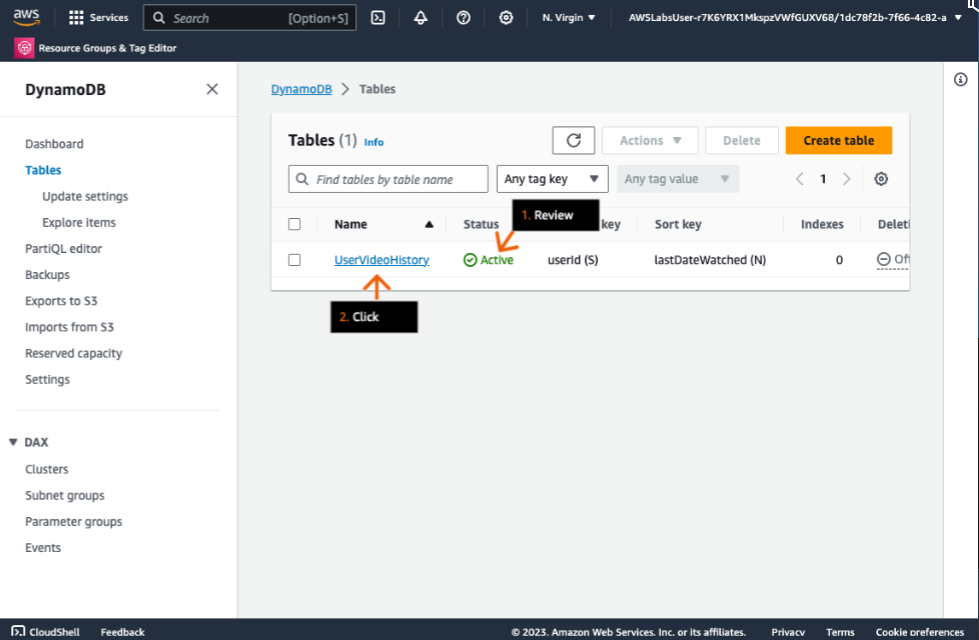 aws Services Search [Option+S] N. Virgin AWSLabsUser-r7K6YRX1MkspzVWfGUXV68/1dc78f2b-7f66-4c82-a
Resource Groups & Tag Editor
DynamoDB
Dashboard
Tables
Update settings
Explore items
PartiQL editor
Backups
Exports to S3
Imports from S3
Reserved capacity
Settings
DAX
Clusters
Subnet groups
Parameter groups
Events
DynamoDB > Tables
Tables (1) Info Actions Delete Create table
Find tables by table name Any tag key Any tag value 1
1. Review
Name Status key Sort key Indexes Deleti
UserVideoHistory Active userId (S) lastDateWatched (N) 0 Off
2. Click
CloudShell Feedback © 2023, Amazon Web Services, Inc. or its affiliates. Privacy Terms Cookie preferences